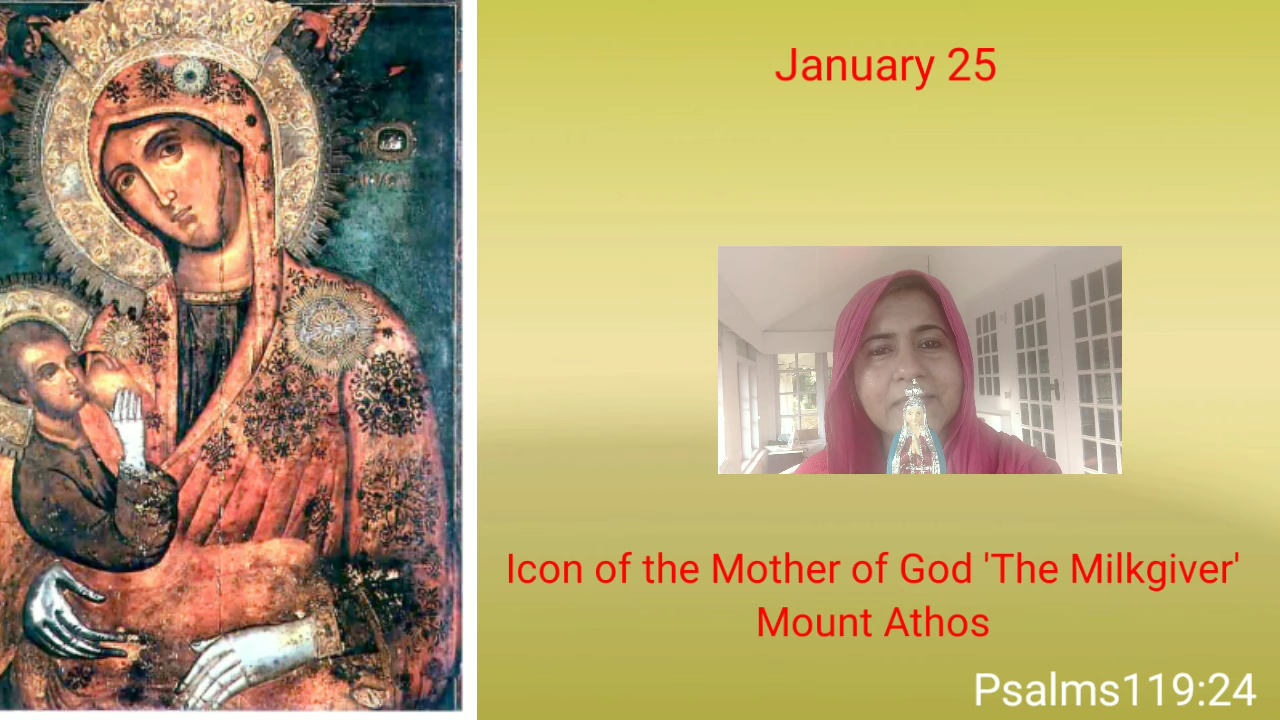 January 25
Icon of the Mother of God 'The Milkgiver'
Mount Athos
Psalms119:24